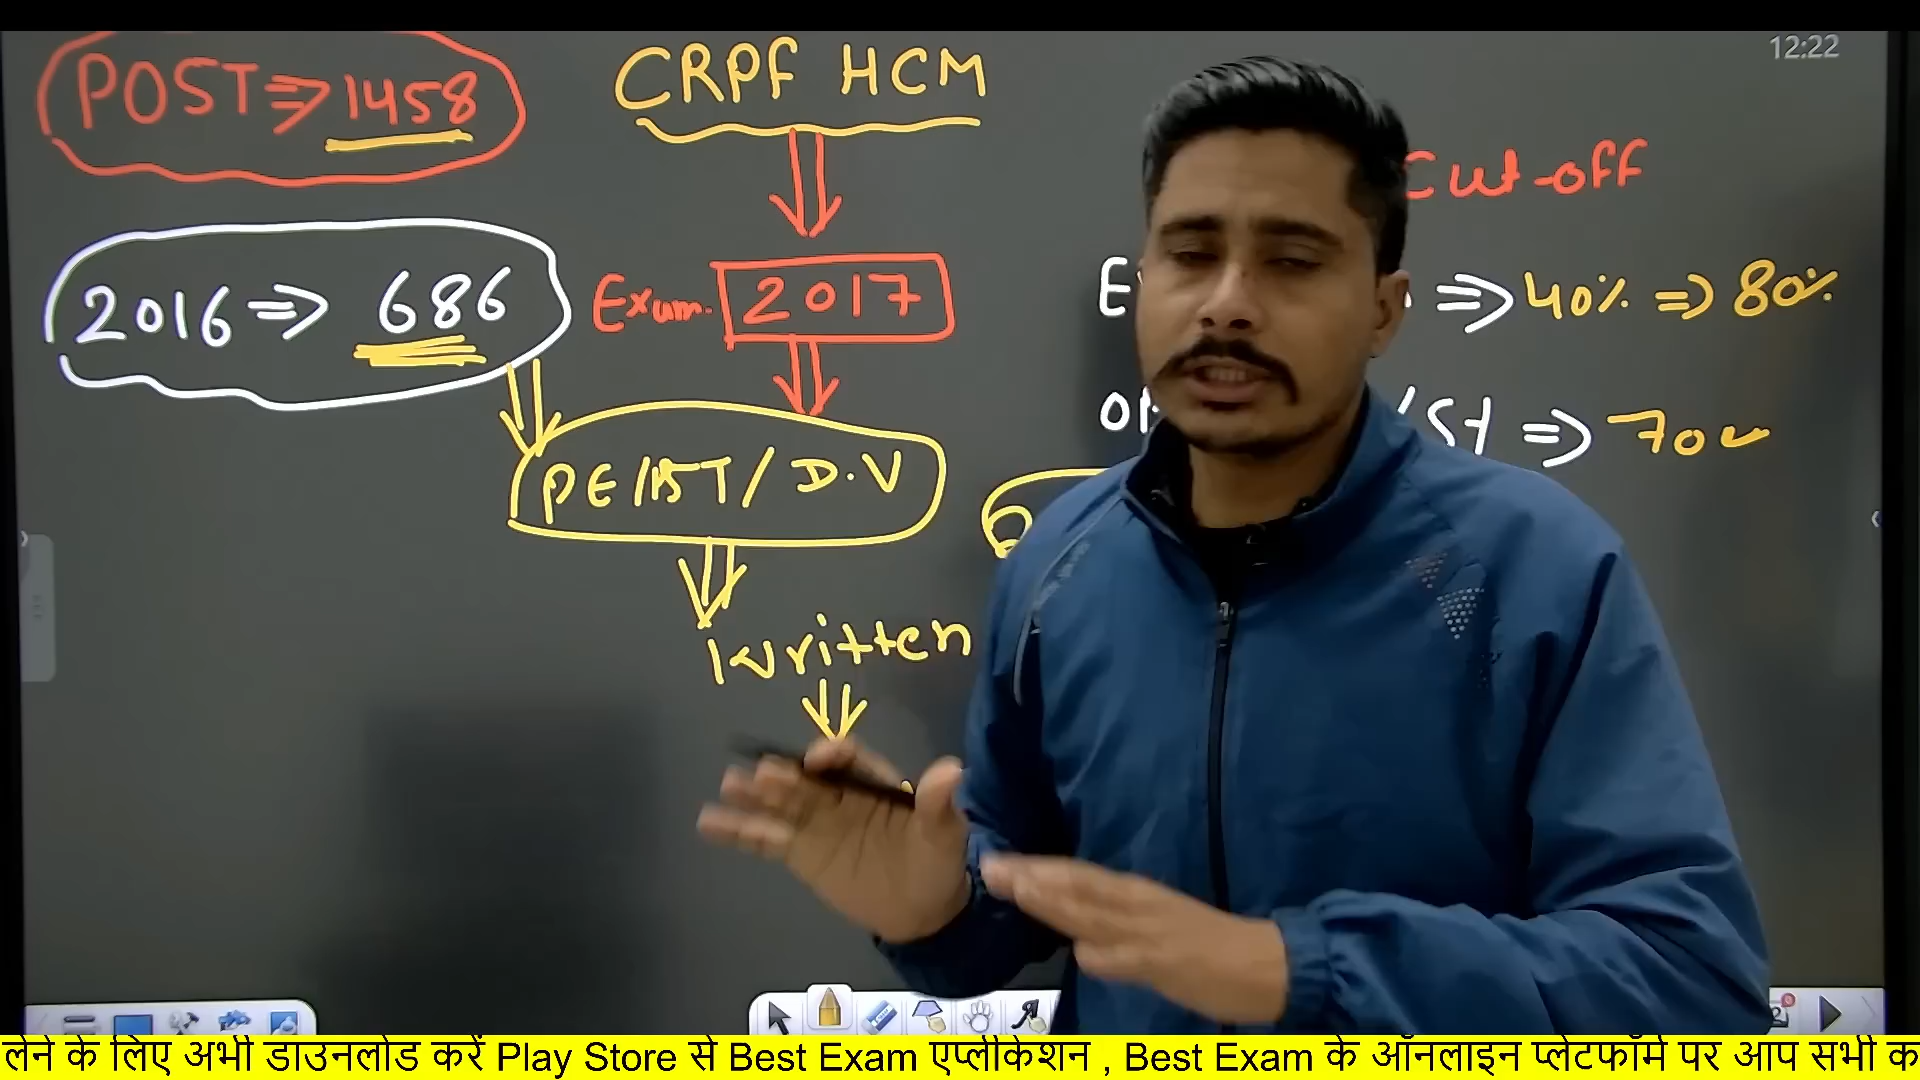 12:22
POST ⇒ 1458
CRPF HCM
Cut-off
2016 ⇒ 686
Exam. 2017
⇒ 40% ⇒ 80%
PE/PST/D.V
/St ⇒ 70
Written
लेने के लिए अभी डाउनलोड करें Play Store से Best Exam एप्लीकेशन , Best Exam के ऑनलाइन प्लेटफॉर्म पर आप सभी क